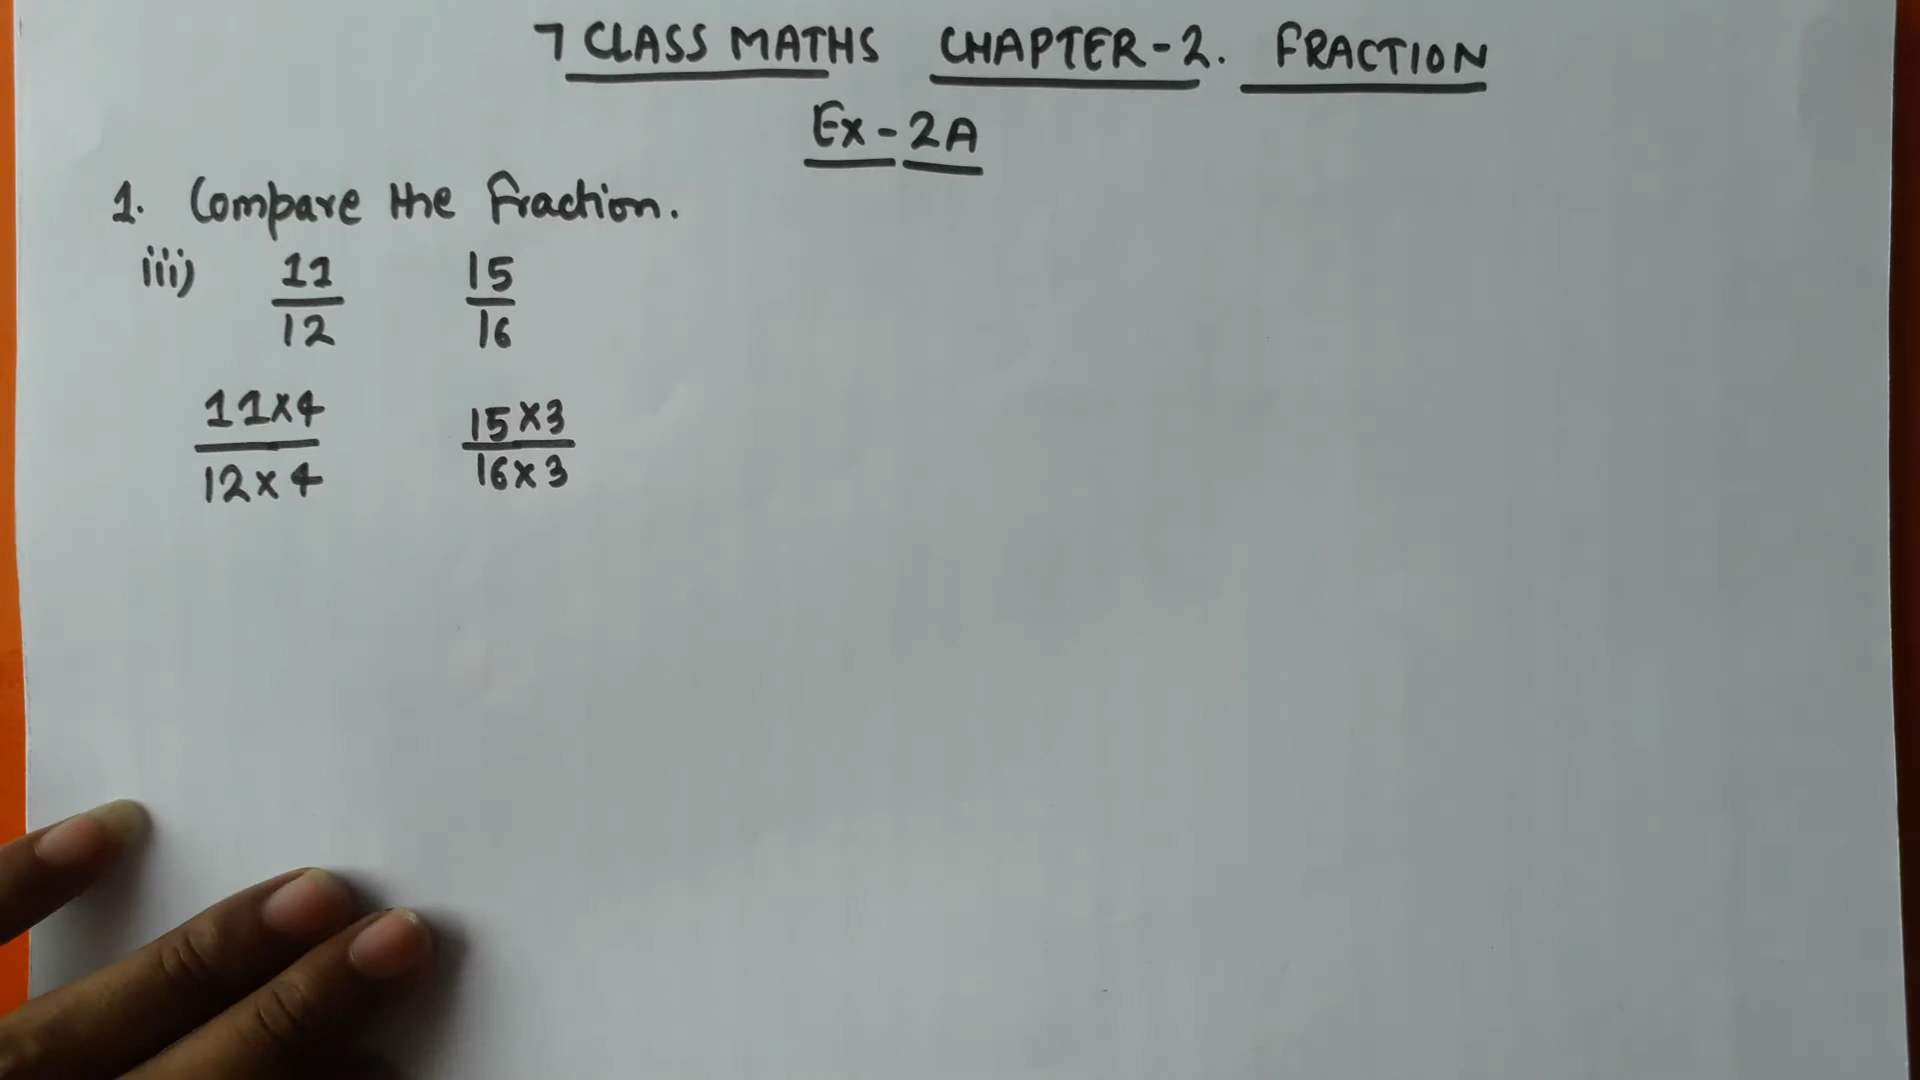 7 CLASS MATHS CHAPTER-2. FRACTION
Ex-2A
1. Compare the Fraction.
iii) 11/12 15/16
11×4/12×4 15×3/16×3